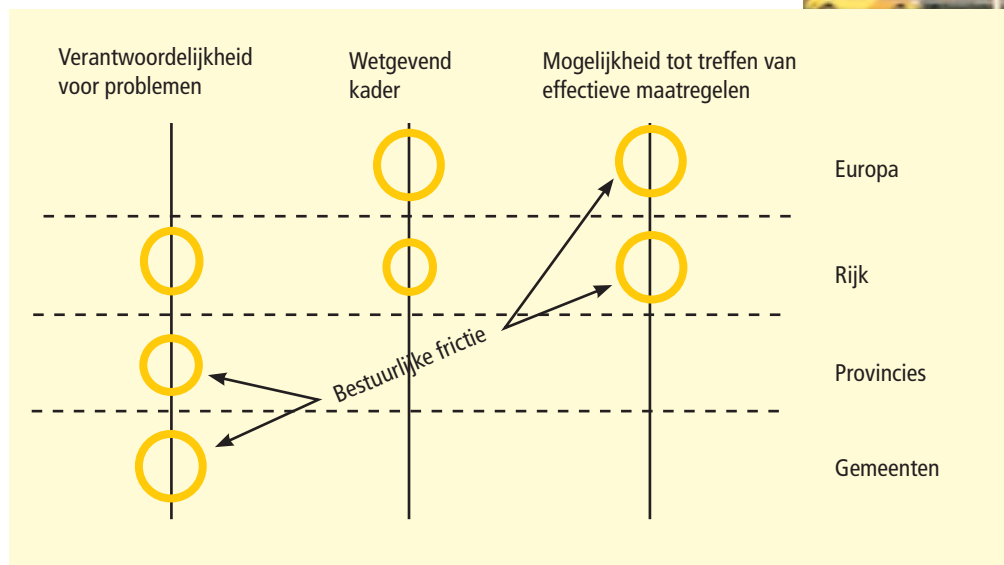 Verantwoordelijkheid
voor problemen
Wetgevend
kader
Mogelijkheid tot treffen van
effectieve maatregelen
Europa
Rijk
Bestuurlijke frictie
Provincies
Gemeenten